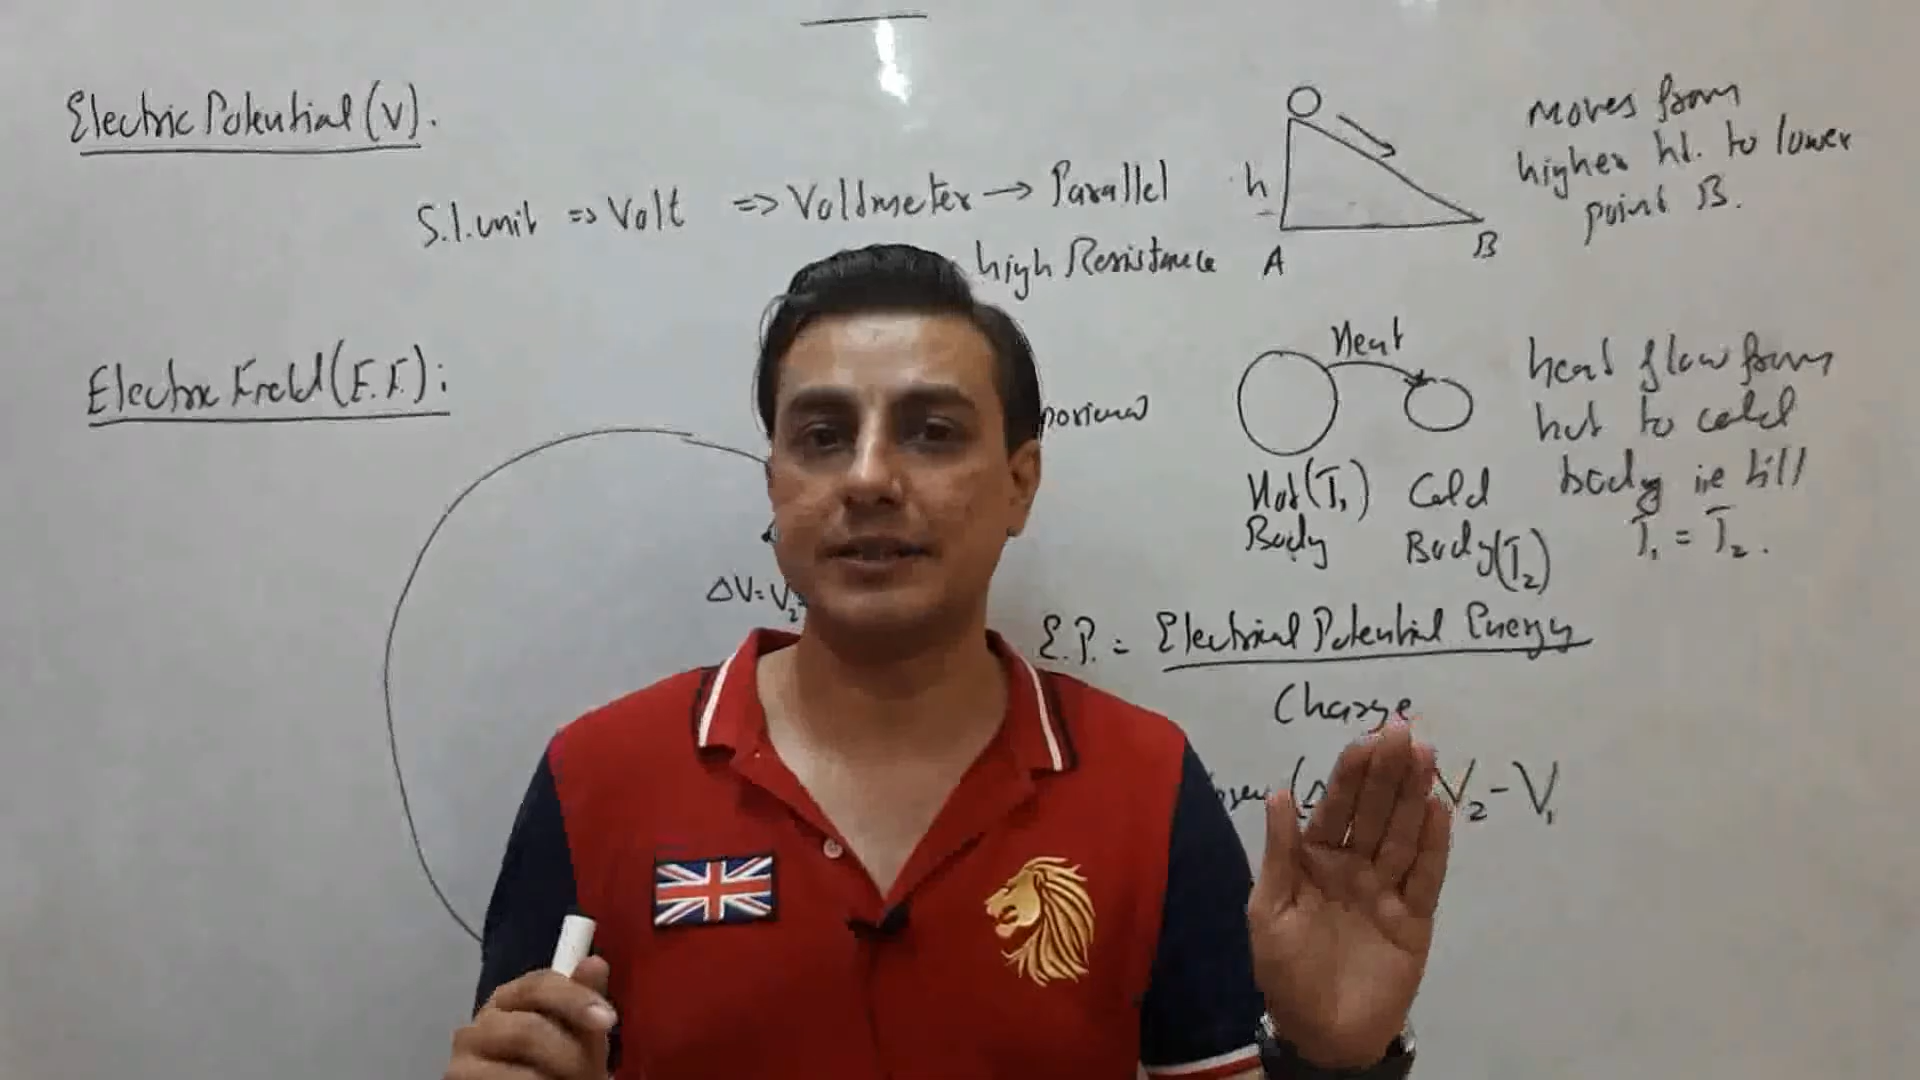 Electric Potential (V).
S.I. unit => Volt => Voltmeter → Parallel
high Resistance
h
A
B
moves from
higher ht. to lower
point B.
Electric Field (E.F.):
Heat
Hot (T₁)
Body
Cold
Body (T₂)
heat flow from
hot to cold
body i.e till
T₁ = T₂.
ΔV = V₂
E.P. = Electrical Potential Energy
Charge
V₂ - V₁